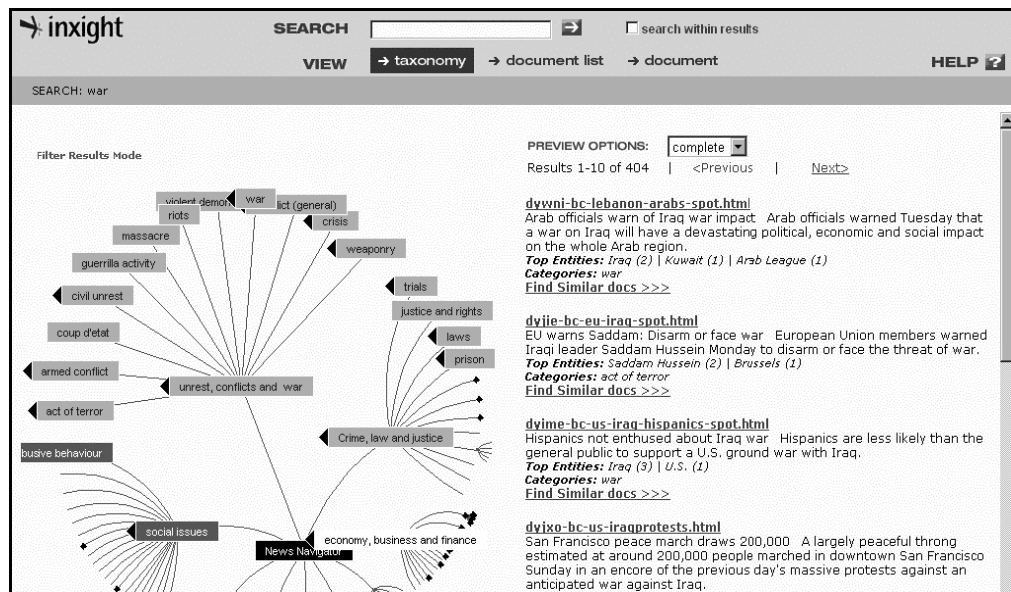 inxight
SEARCH
search within results
VIEW
→ taxonomy
→ document list
→ document
HELP ?
SEARCH: war
Filter Results Mode
violent demon
war
lict (general)
riots
crisis
massacre
weaponry
guerrilla activity
civil unrest
trials
justice and rights
coup d'etat
laws
prison
armed conflict
unrest, conflicts and war
act of terror
Crime, law and justice
busive behaviour
social issues
economy, business and finance
News Navigator
PREVIEW OPTIONS: complete
Results 1-10 of 404 | <Previous | Next>
dywni-bc-lebanon-arabs-spot.html
Arab officials warn of Iraq war impact Arab officials warned Tuesday that
a war on Iraq will have a devastating political, economic and social impact
on the whole Arab region.
Top Entities: Iraq (2) | Kuwait (1) | Arab League (1)
Categories: war
Find Similar docs >>>
dyjie-bc-eu-iraq-spot.html
EU warns Saddam: Disarm or face war European Union members warned
Iraqi leader Saddam Hussein Monday to disarm or face the threat of war.
Top Entities: Saddam Hussein (2) | Brussels (1)
Categories: act of terror
Find Similar docs >>>
dyime-bc-us-iraq-hispanics-spot.html
Hispanics not enthused about Iraq war Hispanics are less likely than the
general public to support a U.S. ground war with Iraq.
Top Entities: Iraq (3) | U.S. (1)
Categories: war
Find Similar docs >>>
dyjxo-bc-us-iraqprotests.html
San Francisco peace march draws 200,000 A largely peaceful throng
estimated at around 200,000 people marched in downtown San Francisco
Sunday in an encore of the previous day's massive protests against an
anticipated war against Iraq.